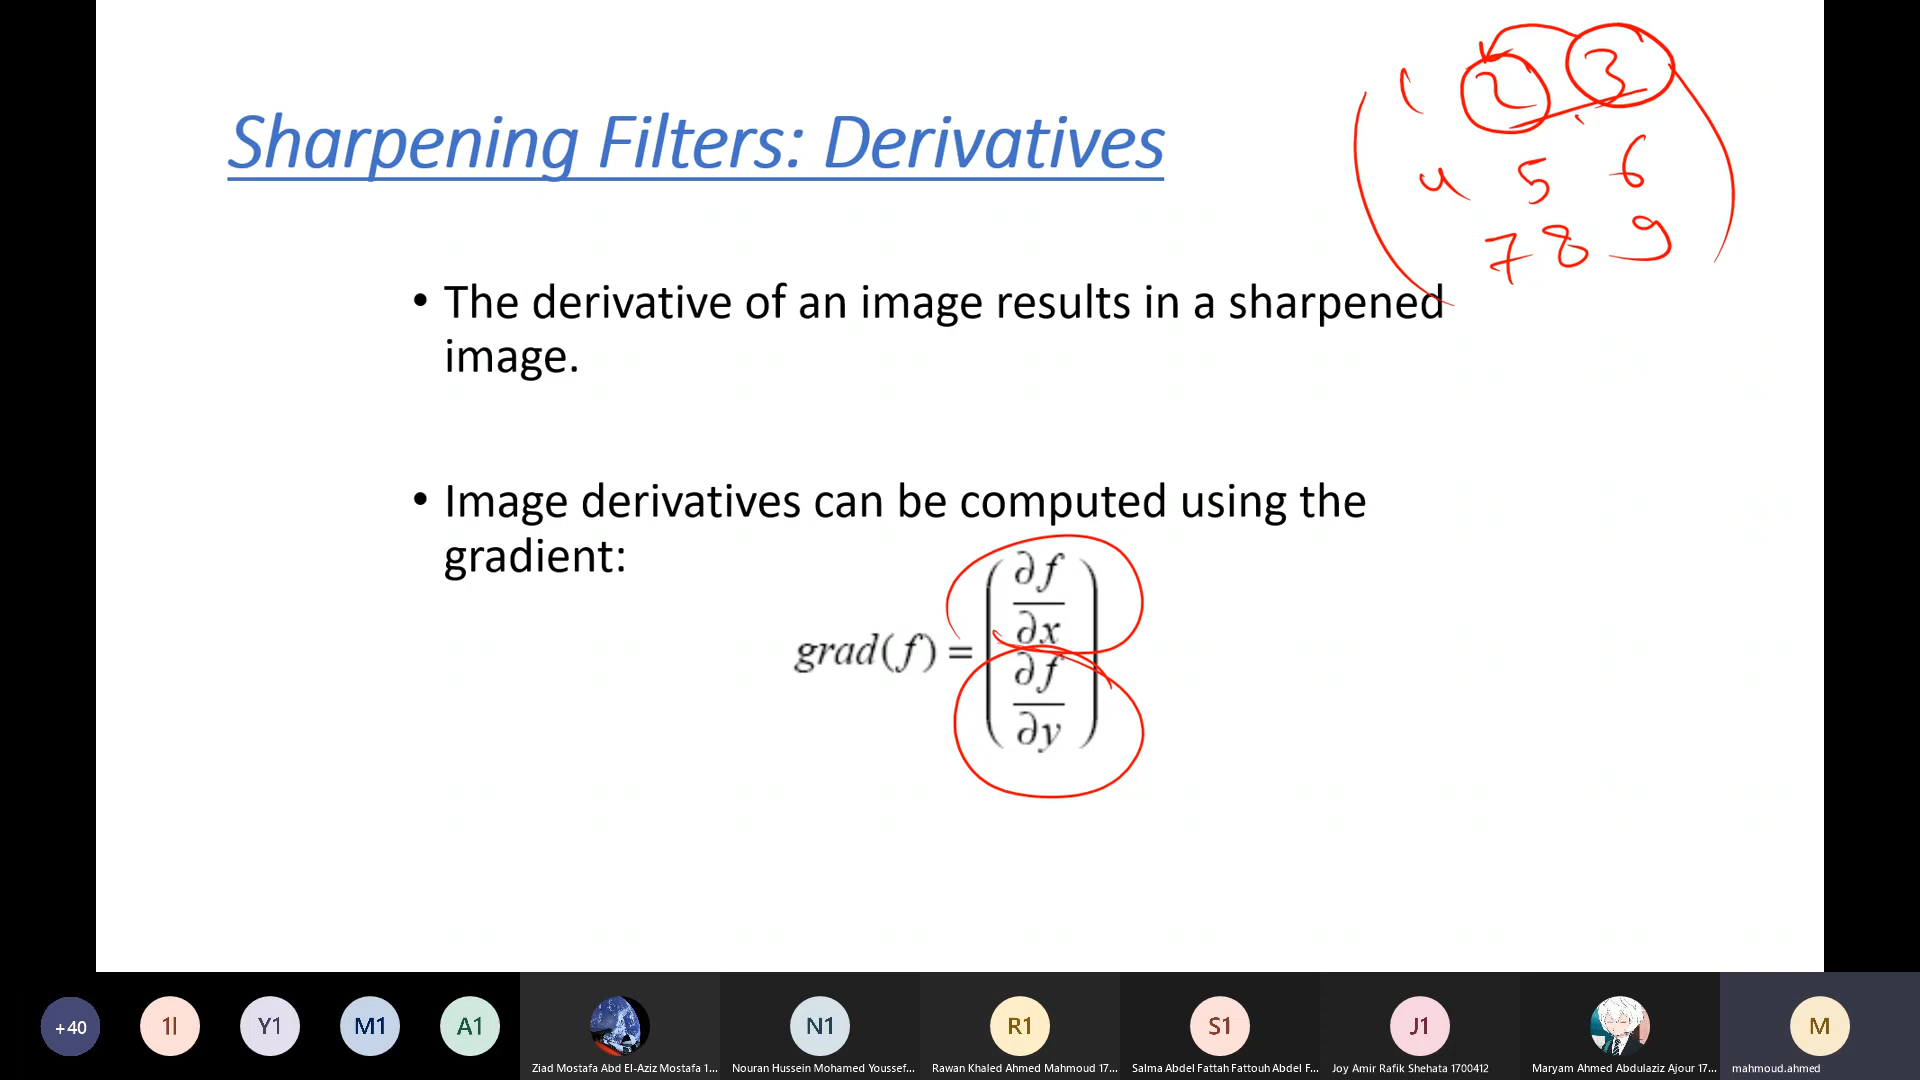 1 2 3
Sharpening Filters: Derivatives
4 5 6
7 8 9
• The derivative of an image results in a sharpened
image.
• Image derivatives can be computed using the
gradient:
grad(f) = ( ∂f/∂x ∂f/∂y )
+40 1I Y1 M1 A1 N1 R1 S1 J1 M
Ziad Mostafa Abd El-Aziz Mostafa 1... Nouran Hussein Mohamed Youssef... Rawan Khaled Ahmed Mahmoud 17... Salma Abdel Fattah Fattouh Abdel F... Joy Amir Rafik Shehata 1700412 Maryam Ahmed Abdulaziz Ajour 17... mahmoud.ahmed